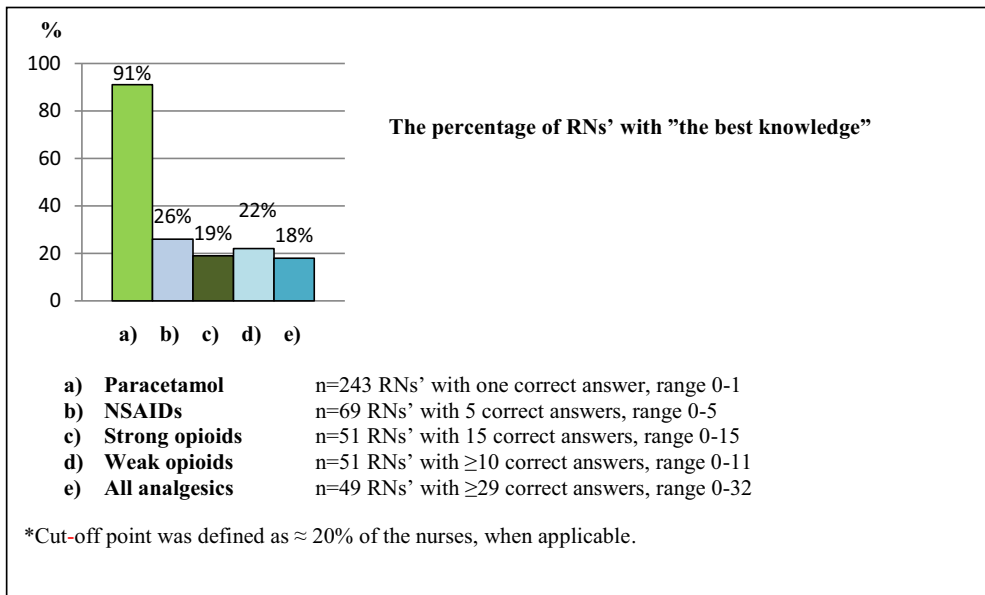 %
100
91%
80
The percentage of RNs’ with ”the best knowledge”
60
40
26%
22%
19%
18%
20
0
a) b) c) d) e)
a) Paracetamol n=243 RNs’ with one correct answer, range 0-1
b) NSAIDs n=69 RNs’ with 5 correct answers, range 0-5
c) Strong opioids n=51 RNs’ with 15 correct answers, range 0-15
d) Weak opioids n=51 RNs’ with ≥10 correct answers, range 0-11
e) All analgesics n=49 RNs’ with ≥29 correct answers, range 0-32
*Cut-off point was defined as ≈ 20% of the nurses, when applicable.